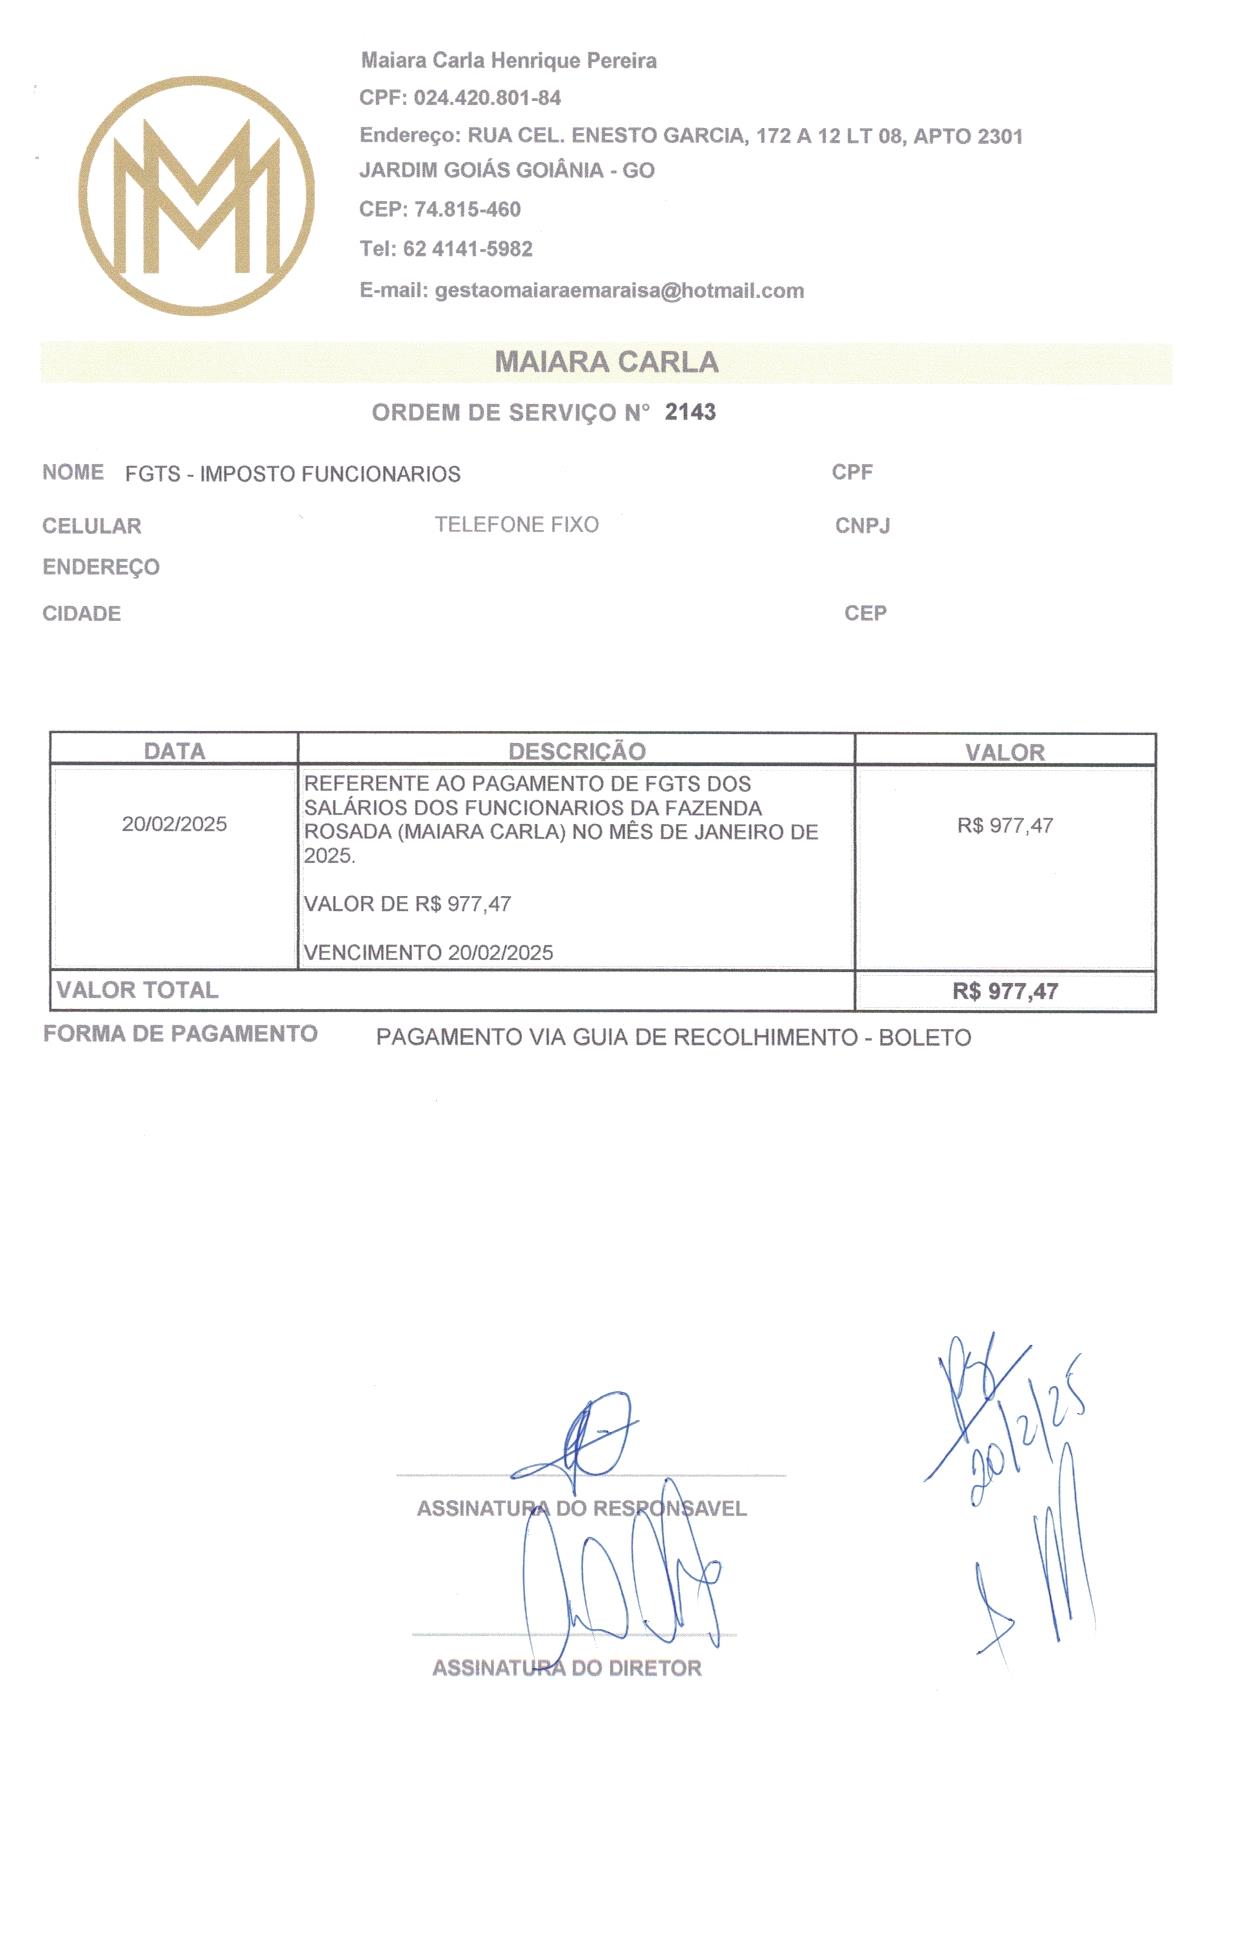 Maiara Carla Henrique Pereira
CPF: 024.420.801-84
Endereço: RUA CEL. ENESTO GARCIA, 172 A 12 LT 08, APTO 2301
JARDIM GOIÁS GOIÂNIA - GO
CEP: 74.815-460
Tel: 62 4141-5982
E-mail: gestaomaiaraemaraisa@hotmail.com
MAIARA CARLA
ORDEM DE SERVIÇO N° 2143
NOME FGTS - IMPOSTO FUNCIONARIOS CPF
CELULAR TELEFONE FIXO CNPJ
ENDEREÇO
CIDADE CEP
DATA DESCRIÇÃO VALOR
REFERENTE AO PAGAMENTO DE FGTS DOS
SALÁRIOS DOS FUNCIONARIOS DA FAZENDA
20/02/2025 ROSADA (MAIARA CARLA) NO MÊS DE JANEIRO DE R$ 977,47
2025.
VALOR DE R$ 977,47
VENCIMENTO 20/02/2025
VALOR TOTAL R$ 977,47
FORMA DE PAGAMENTO PAGAMENTO VIA GUIA DE RECOLHIMENTO - BOLETO
20/2/25
ASSINATURA DO RESPONSAVEL
ASSINATURA DO DIRETOR